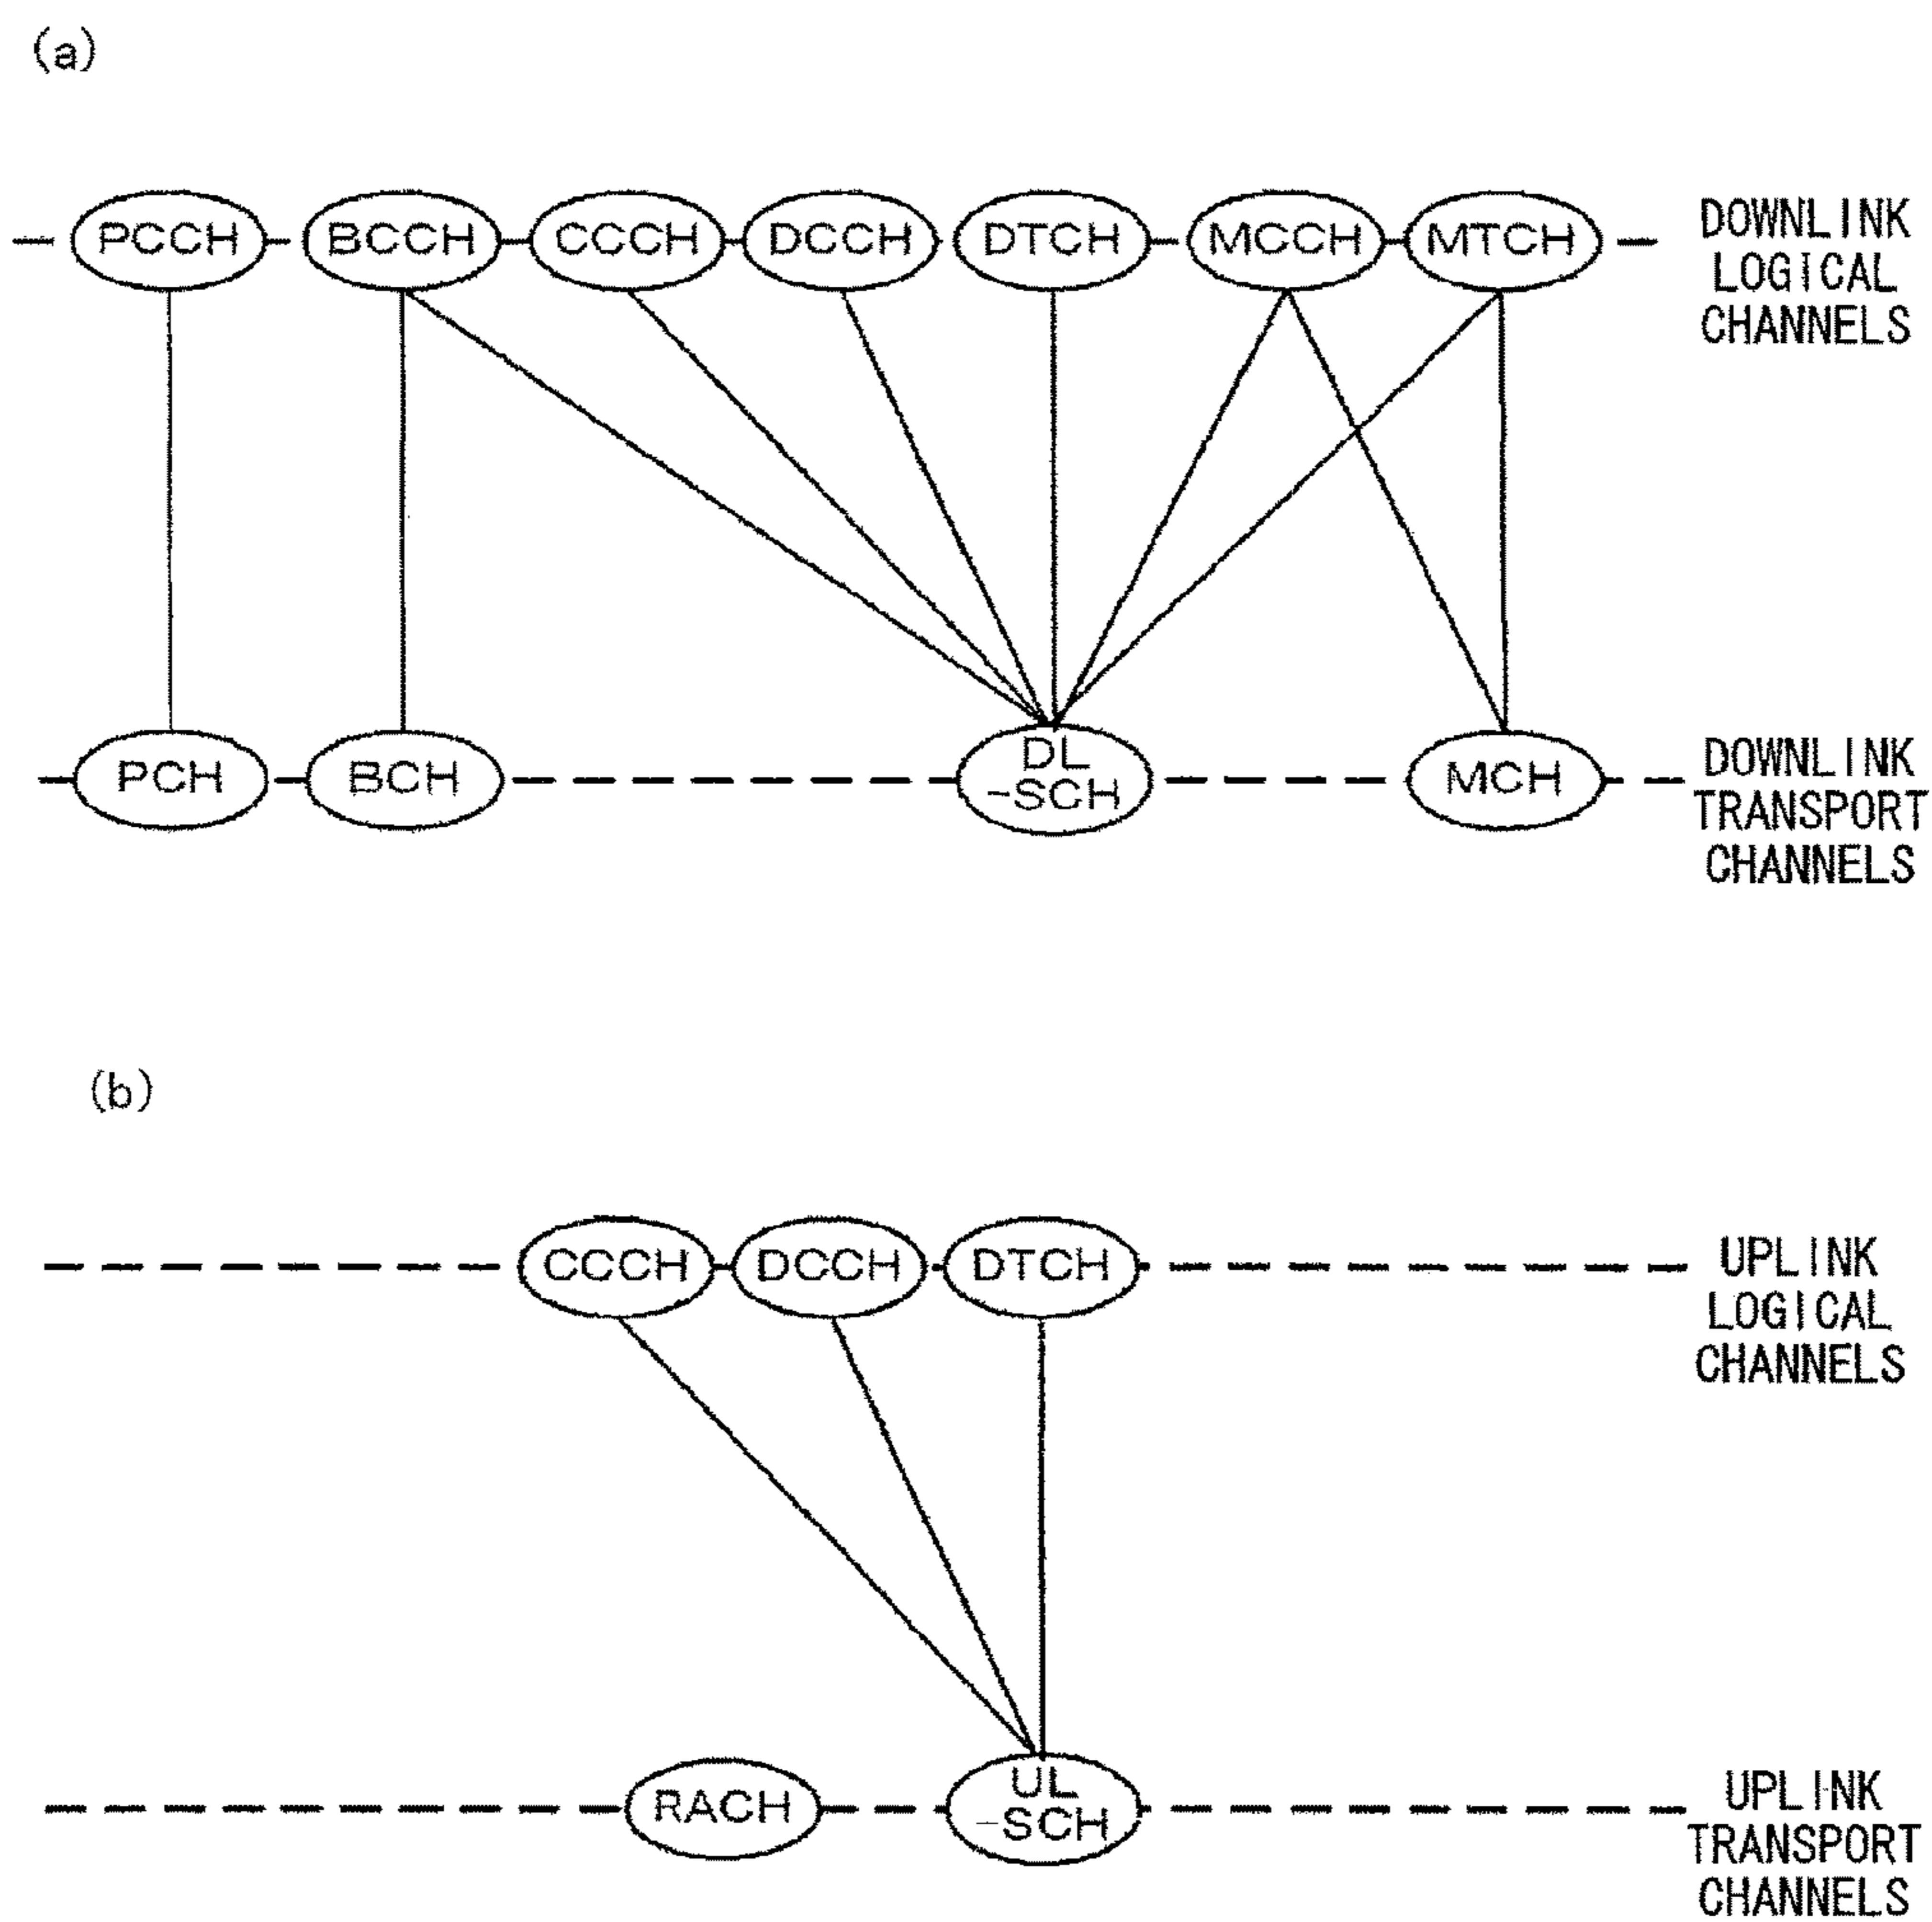 (a)
PCCH BCCH CCCH DCCH DTCH MCCH MTCH
DOWNLINK
LOGICAL
CHANNELS
PCH BCH DL
-SCH MCH
DOWNLINK
TRANSPORT
CHANNELS
(b)
CCCH DCCH DTCH
UPLINK
LOGICAL
CHANNELS
RACH UL
-SCH
UPLINK
TRANSPORT
CHANNELS